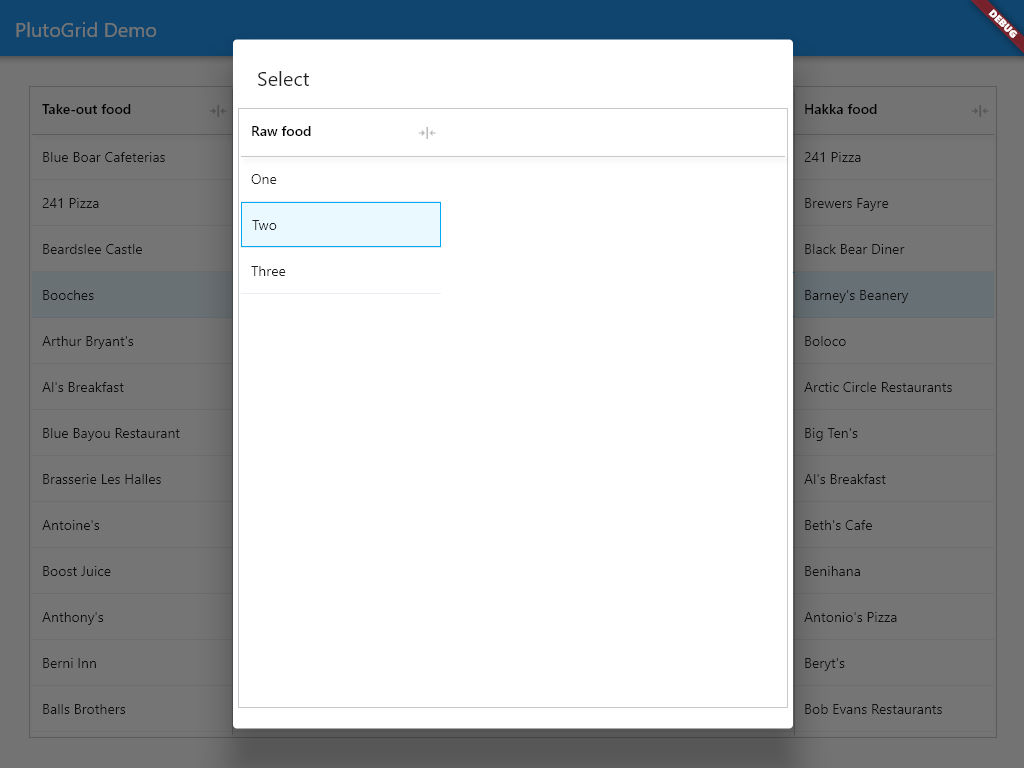 PlutoGrid Demo
DEBUG
Select
Take-out food
Raw food
Hakka food
Blue Boar Cafeterias
One
241 Pizza
241 Pizza
Two
Brewers Fayre
Beardslee Castle
Three
Black Bear Diner
Booches
Barney's Beanery
Arthur Bryant's
Boloco
Al's Breakfast
Arctic Circle Restaurants
Blue Bayou Restaurant
Big Ten's
Brasserie Les Halles
Al's Breakfast
Antoine's
Beth's Cafe
Boost Juice
Benihana
Anthony's
Antonio's Pizza
Berni Inn
Beryt's
Balls Brothers
Bob Evans Restaurants